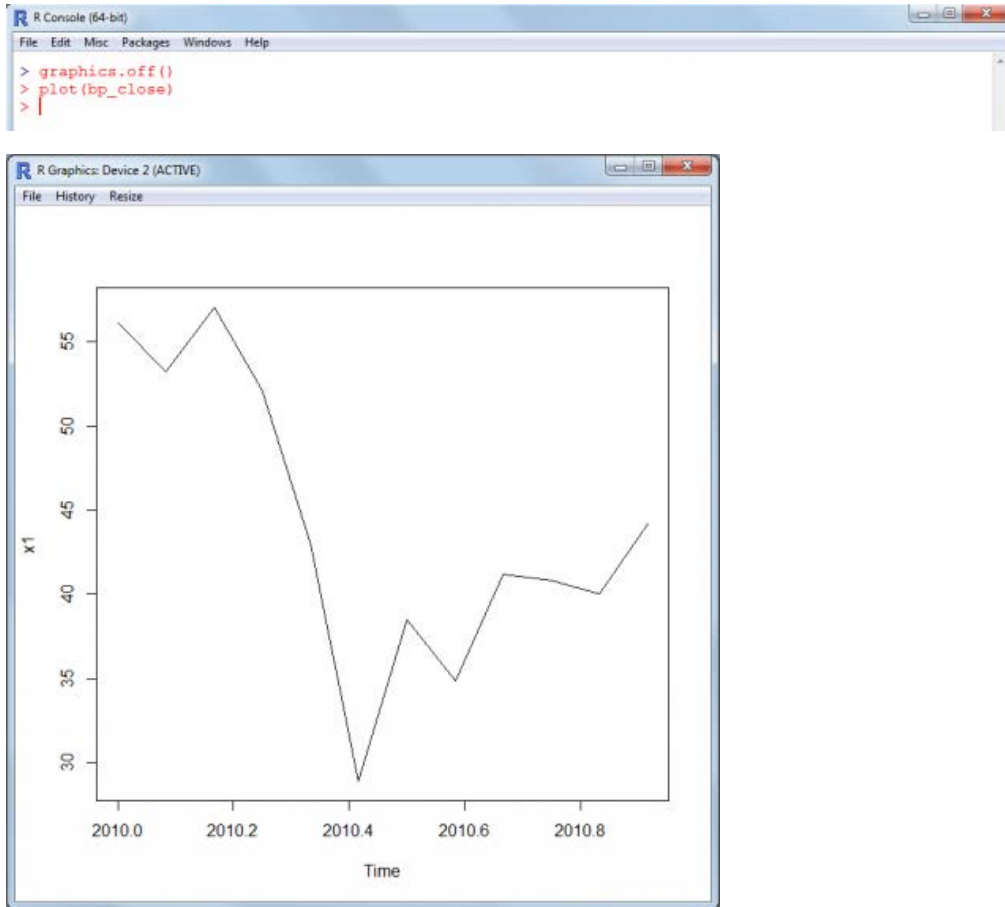 R Console (64-bit)
File Edit Misc Packages Windows Help
> graphics.off()
> plot(bp_close)
>
R Graphics: Device 2 (ACTIVE)
File History Resize
55
50
45
40
35
30
x1
2010.0 2010.2 2010.4 2010.6 2010.8
Time